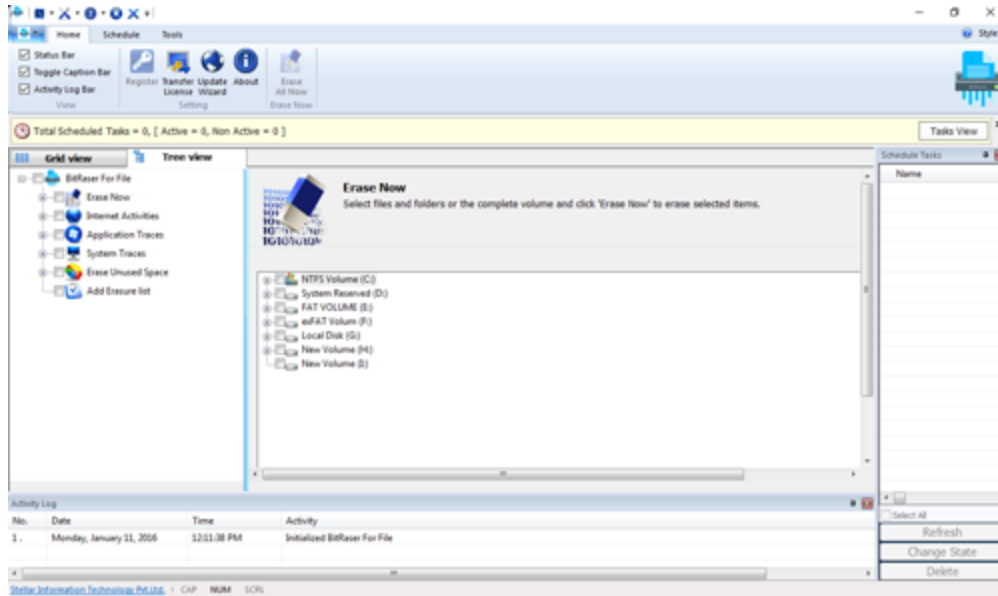 Home Schedule Tools Style
Status Bar
Toggle Caption Bar
Activity Log Bar
View
Register Transfer License Update Wizard About
Setting
Erase All Now
Erase Now
Total Scheduled Tasks = 0, [ Active = 0, Non Active = 0 ]
Tasks View
Grid view Tree view
BitRaser For File
Erase Now
Internet Activities
Application Traces
System Traces
Erase Unused Space
Add Erasure list
Erase Now
Select files and folders or the complete volume and click 'Erase Now' to erase selected items.
NTFS Volume (C:)
System Reserved (D:)
FAT VOLUME (E:)
exFAT Volum (F:)
Local Disk (G:)
New Volume (H:)
New Volume (I:)
Schedule Tasks
Name
Select All
Refresh
Change State
Delete
Activity Log
No. Date Time Activity
1 . Monday, January 11, 2016 12:11:38 PM Initialized BitRaser For File
Stellar Information Technology Pvt.Ltd. CAP NUM SCRL